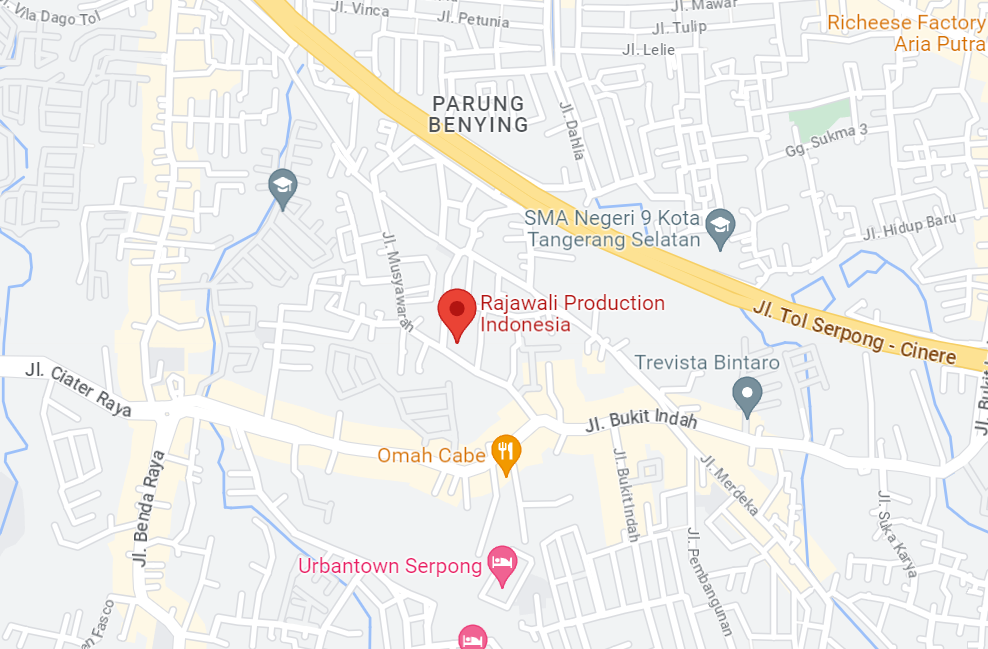 Jl. Vinca
Jl. Petunia
Jl. Mawar
Jl. Tulip
Jl. Lelie
Richeese Factory
Aria Putra
Vila Dago Tol
PARUNG
BENYING
Jl. Dahlia
Gg. Sukma 3
SMA Negeri 9 Kota
Tangerang Selatan
Jl. Hidup Baru
Jl. Musyawarah
Rajawali Production
Indonesia
Jl. Tol Serpong - Cinere
Trevista Bintaro
Jl. Ciater Raya
Jl. Bukit Indah
Omah Cabe
Jl. Benda Raya
Jl. Bukit Indah
Jl. Merdeka
Jl. Suka Karya
Jl. Pembangunan
Urbantown Serpong
Jl. Bukit
en Fasco